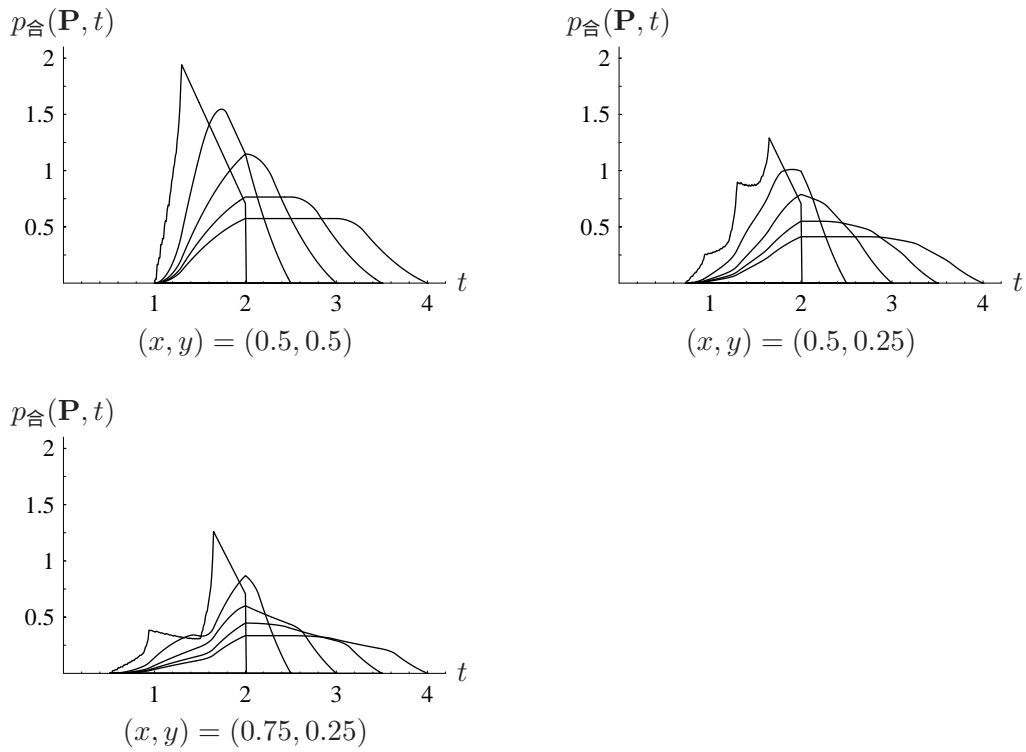 p合(P, t) p合(P, t)
2 2
1.5 1.5
1 1
0.5 0.5
1 2 3 4 t 1 2 3 4 t
(x, y) = (0.5, 0.5) (x, y) = (0.5, 0.25)
p合(P, t)
2
1.5
1
0.5
1 2 3 4 t
(x, y) = (0.75, 0.25)